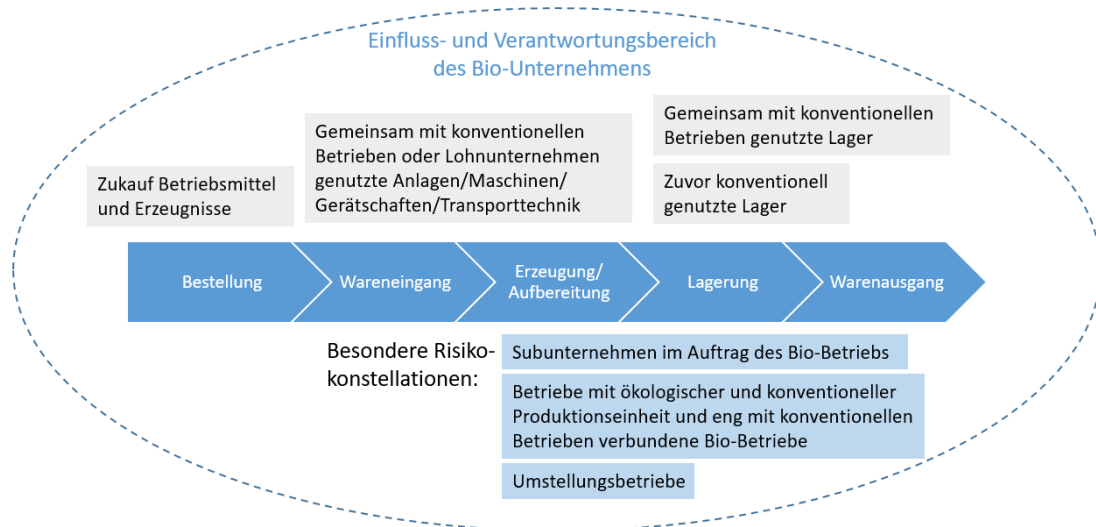 Einfluss- und Verantwortungsbereich
des Bio-Unternehmens
Zukauf Betriebsmittel
und Erzeugnisse
Gemeinsam mit konventionellen
Betrieben oder Lohnunternehmen
genutzte Anlagen/Maschinen/
Gerätschaften/Transporttechnik
Gemeinsam mit konventionellen
Betrieben genutzte Lager
Zuvor konventionell
genutzte Lager
Bestellung
Wareneingang
Erzeugung/
Aufbereitung
Lagerung
Warenausgang
Besondere Risiko-
konstellationen:
Subunternehmen im Auftrag des Bio-Betriebs
Betriebe mit ökologischer und konventioneller
Produktionseinheit und eng mit konventionellen
Betrieben verbundene Bio-Betriebe
Umstellungsbetriebe